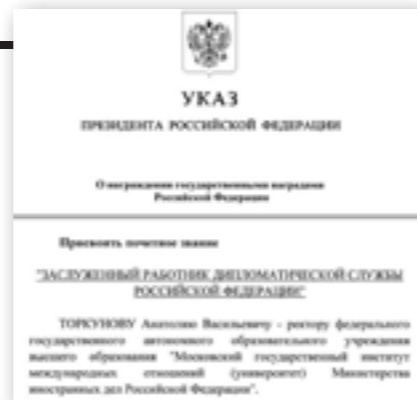 УКАЗ
ПРЕЗИДЕНТА РОССИЙСКОЙ ФЕДЕРАЦИИ
О награждении государственными наградами
Российской Федерации
Присвоить почетное звание
"ЗАСЛУЖЕННЫЙ РАБОТНИК ДИПЛОМАТИЧЕСКОЙ СЛУЖБЫ
РОССИЙСКОЙ ФЕДЕРАЦИИ"
ТОРКУНОВУ Анатолию Васильевичу - ректору федерального
государственного автономного образовательного учреждения
высшего образования "Московский государственный институт
международных отношений (университет) Министерства
иностранных дел Российской Федерации".